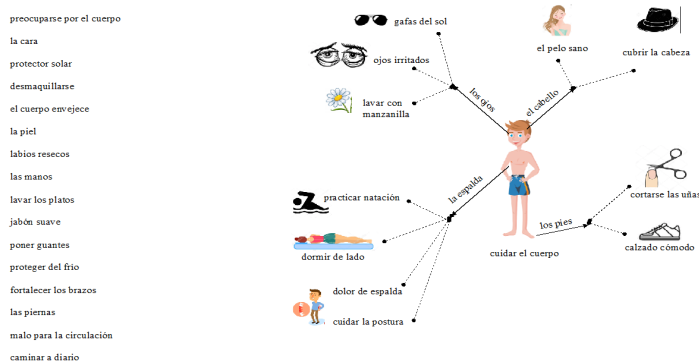 preocuparse por el cuerpo
la cara
protector solar
desmaquillarse
el cuerpo envejece
la piel
labios resecos
las manos
lavar los platos
jabón suave
poner guantes
proteger del frio
fortalecer los brazos
las piernas
malo para la circulación
caminar a diario
gafas del sol
ojos irritados
lavar con
manzanilla
los ojos
el pelo sano
cubrir la cabeza
el cabello
practicar natación
dormir de lado
dolor de espalda
cuidar la postura
la espalda
cortarse las uñas
calzado cómodo
los pies
cuidar el cuerpo